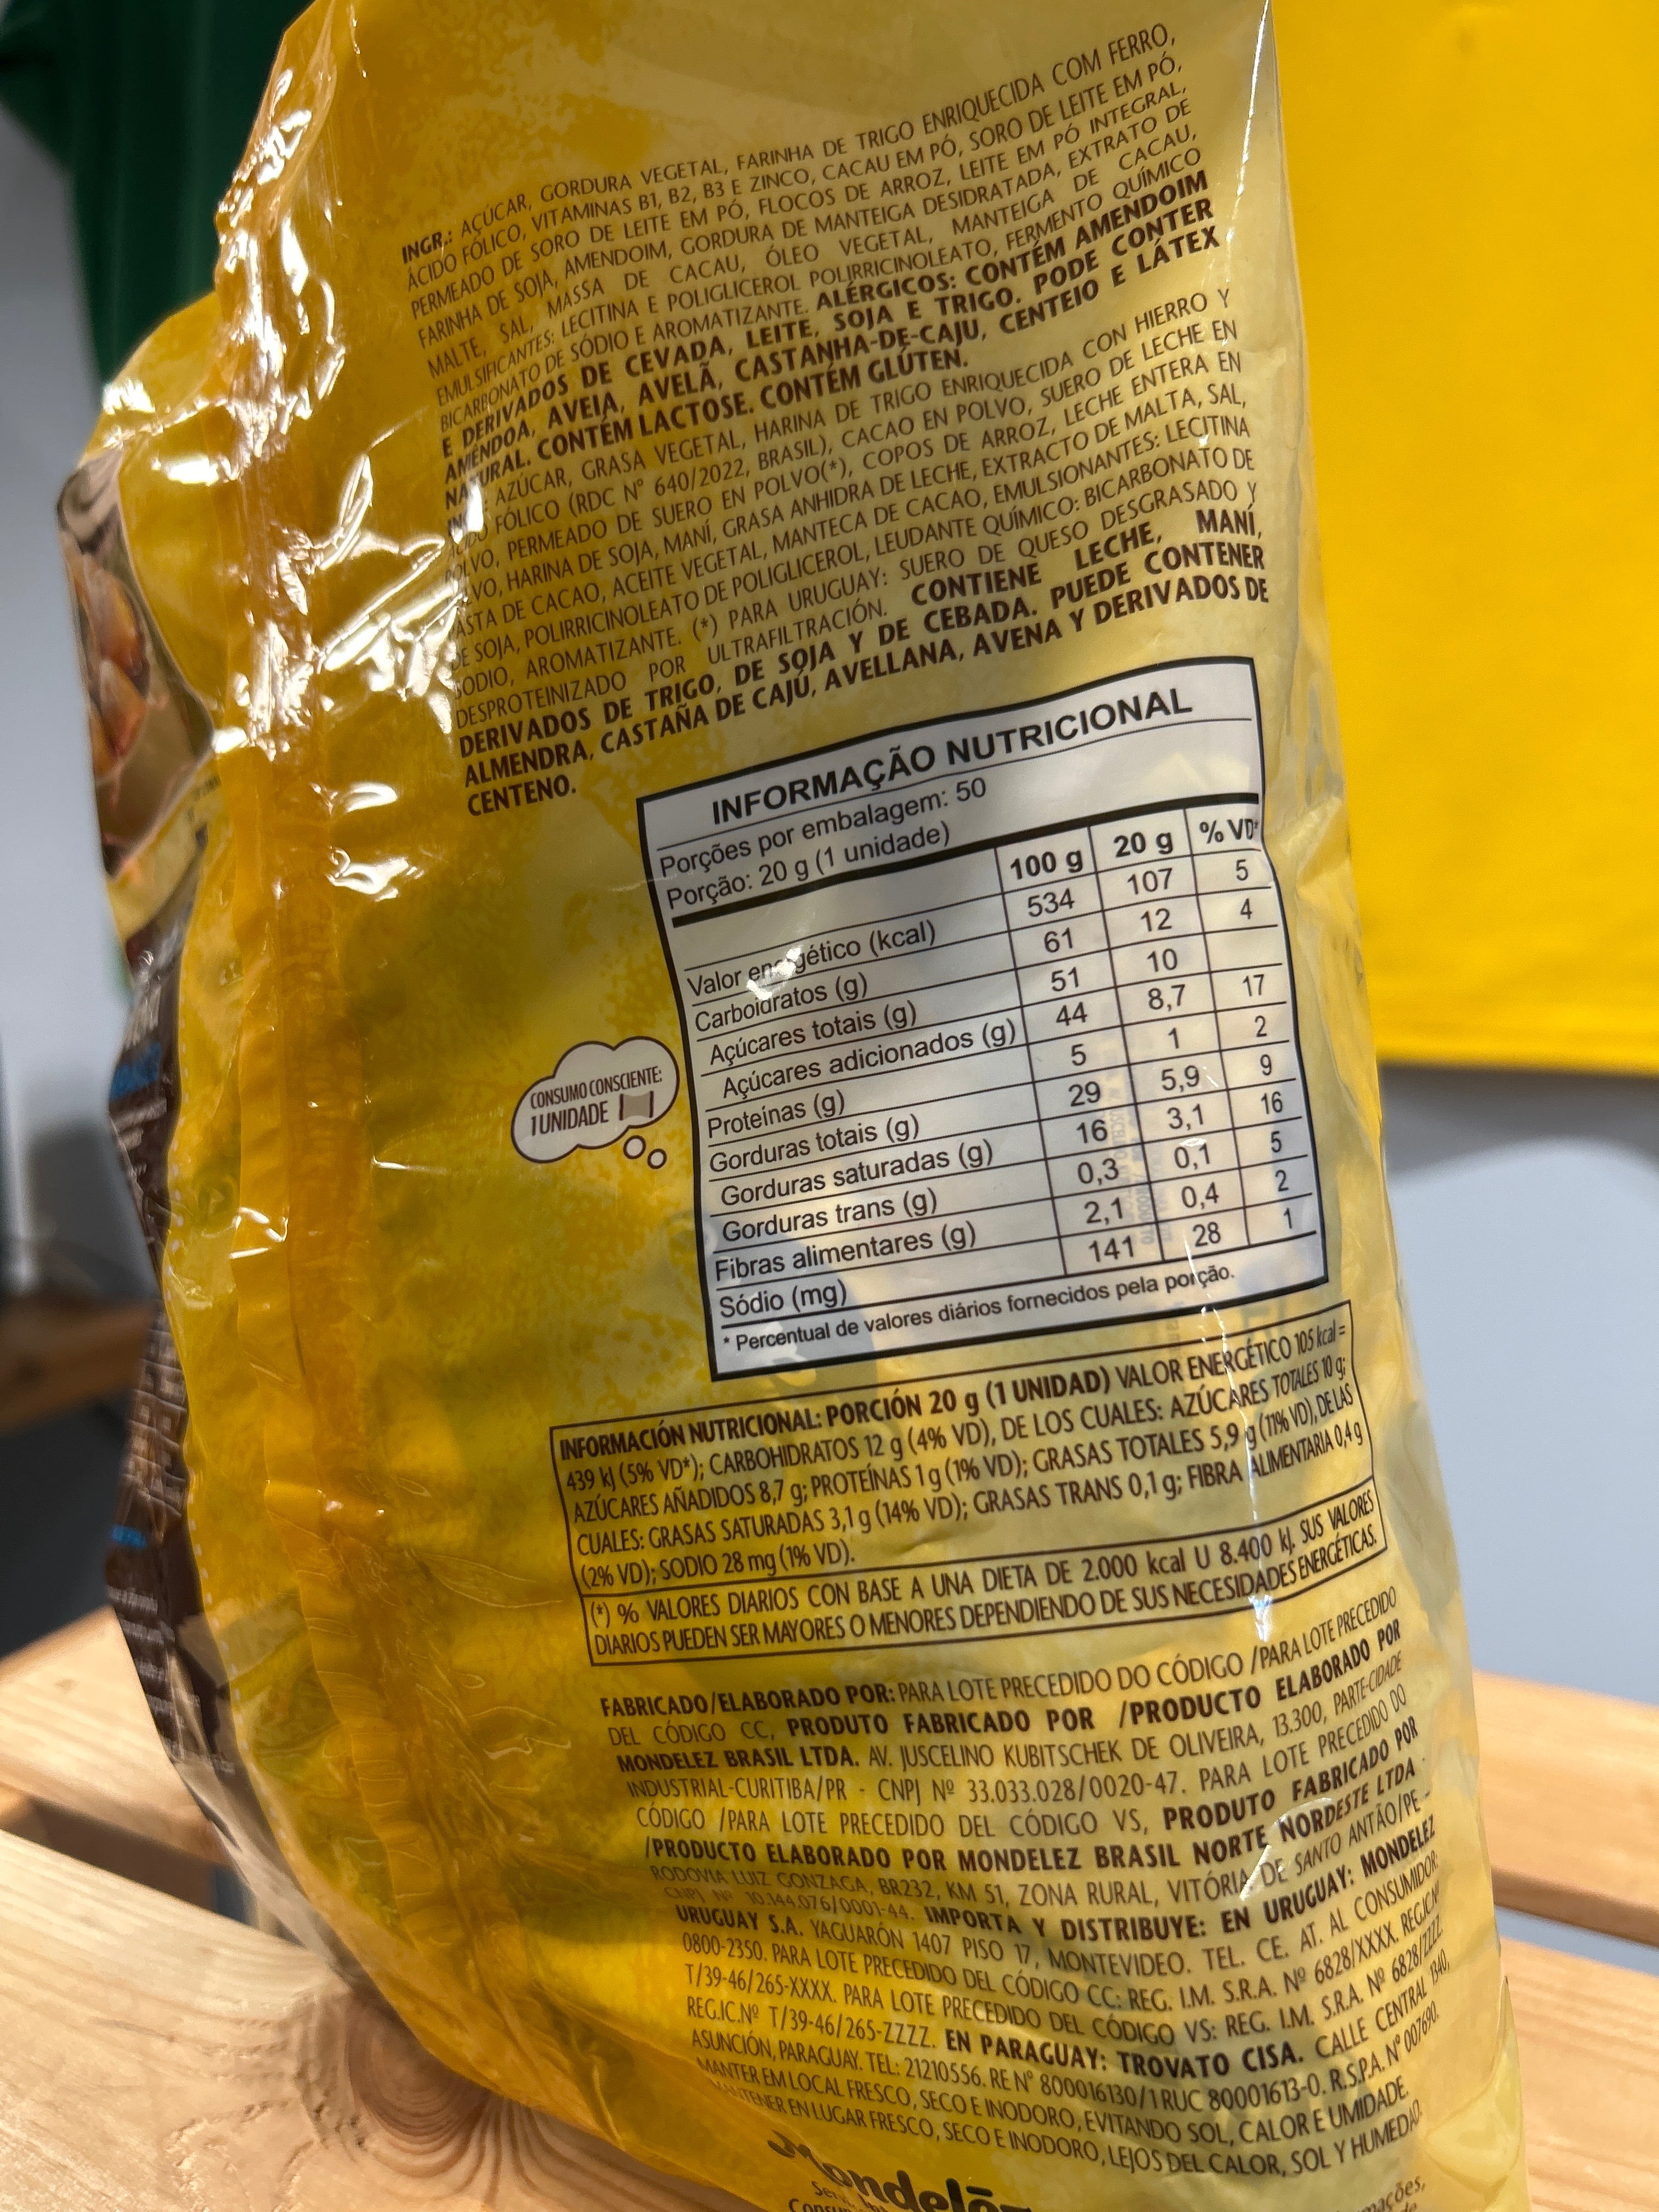 INGR.: AÇÚCAR, GORDURA VEGETAL, FARINHA DE TRIGO ENRIQUECIDA COM FERRO,
ÁCIDO FÓLICO, VITAMINAS B1, B2, B3 E ZINCO, CACAU EM PÓ, SORO DE LEITE EM PÓ,
PERMEADO DE SORO DE LEITE EM PÓ, FLOCOS DE ARROZ, LEITE EM PÓ INTEGRAL,
FARINHA DE SOJA, AMENDOIM, GORDURA DE MANTEIGA DESIDRATADA, EXTRATO DE
MALTE, SAL, MASSA DE CACAU, ÓLEO VEGETAL, MANTEIGA DE CACAU,
EMULSIFICANTES: LECITINA E POLIGLICEROL POLIRRICINOLEATO, FERMENTO QUÍMICO
BICARBONATO DE SÓDIO E AROMATIZANTE. ALÉRGICOS: CONTÉM AMENDOIM
E DERIVADOS DE CEVADA, LEITE, SOJA E TRIGO. PODE CONTER
AMÊNDOA, AVEIA, AVELÃ, CASTANHA-DE-CAJU, CENTEIO E LÁTEX
NATURAL. CONTÉM LACTOSE. CONTÉM GLÚTEN.
AZÚCAR, GRASA VEGETAL, HARINA DE TRIGO ENRIQUECIDA CON HIERRO Y
FÓLICO (RDC Nº 640/2022, BRASIL), CACAO EN POLVO, SUERO DE LECHE EN
POLVO, PERMEADO DE SUERO EN POLVO(*), COPOS DE ARROZ, LECHE ENTERA EN
HARINA DE SOJA, MANÍ, GRASA ANHIDRA DE LECHE, EXTRACTO DE MALTA, SAL,
PASTA DE CACAO, ACEITE VEGETAL, MANTECA DE CACAO, EMULSIONANTES: LECITINA
DE SOJA, POLIRRICINOLEATO DE POLIGLICEROL, LEUDANTE QUÍMICO: BICARBONATO DE
SODIO, AROMATIZANTE. (*) PARA URUGUAY: SUERO DE QUESO DESGRASADO Y
DESPROTEINIZADO POR ULTRAFILTRACIÓN. CONTIENE LECHE, MANÍ,
DERIVADOS DE TRIGO, DE SOJA Y DE CEBADA. PUEDE CONTENER
ALMENDRA, CASTAÑA DE CAJÚ, AVELLANA, AVENA Y DERIVADOS DE
CENTENO.
INFORMAÇÃO NUTRICIONAL
Porções por embalagem: 50
Porção: 20 g (1 unidade)
100 g 20 g % VD*
Valor energético (kcal) 534 107 5
Carboidratos (g) 61 12 4
Açúcares totais (g) 51 10
Açúcares adicionados (g) 44 8,7 17
Proteínas (g) 5 1 2
Gorduras totais (g) 29 5,9 9
Gorduras saturadas (g) 16 3,1 16
Gorduras trans (g) 0,3 0,1 5
Fibras alimentares (g) 2,1 0,4 2
Sódio (mg) 141 28 1
* Percentual de valores diários fornecidos pela porção.
CONSUMO CONSCIENTE:
1 UNIDADE
INFORMACIÓN NUTRICIONAL: PORCIÓN 20 g (1 UNIDAD) VALOR ENERGÉTICO 105 kcal =
439 kJ (5% VD*); CARBOHIDRATOS 12 g (4% VD), DE LOS CUALES: AZÚCARES TOTALES 10 g;
AZÚCARES AÑADIDOS 8,7 g; PROTEÍNAS 1 g (1% VD); GRASAS TOTALES 5,9 g (11% VD), DE LAS
CUALES: GRASAS SATURADAS 3,1 g (14% VD); GRASAS TRANS 0,1 g; FIBRA ALIMENTARIA 0,4 g
(2% VD); SODIO 28 mg (1% VD).
(*) % VALORES DIARIOS CON BASE A UNA DIETA DE 2.000 kcal U 8.400 kJ. SUS VALORES
DIARIOS PUEDEN SER MAYORES O MENORES DEPENDIENDO DE SUS NECESIDADES ENERGÉTICAS.
FABRICADO/ELABORADO POR: PARA LOTE PRECEDIDO DO CÓDIGO /PARA LOTE PRECEDIDO
DEL CÓDIGO CC, PRODUTO FABRICADO POR /PRODUCTO ELABORADO POR
MONDELEZ BRASIL LTDA. AV. JUSCELINO KUBITSCHEK DE OLIVEIRA, 13.300, PARTE-CIDADE
INDUSTRIAL-CURITIBA/PR - CNPJ Nº 33.033.028/0020-47. PARA LOTE PRECEDIDO DO
CÓDIGO /PARA LOTE PRECEDIDO DEL CÓDIGO VS, PRODUTO FABRICADO POR
/PRODUCTO ELABORADO POR MONDELEZ BRASIL NORTE NORDESTE LTDA
RODOVIA LUIZ GONZAGA, BR232, KM 51, ZONA RURAL, VITÓRIA DE SANTO ANTÃO/PE -
CNPJ Nº 10.144.076/0001-44. IMPORTA Y DISTRIBUYE: EN URUGUAY: MONDELEZ
URUGUAY S.A. YAGUARÓN 1407 PISO 17, MONTEVIDEO. TEL. CE. AT. AL CONSUMIDOR:
0800-2350. PARA LOTE PRECEDIDO DEL CÓDIGO CC: REG. I.M. S.R.A. Nº 6828/XXXX. REG.IC.Nº
T/39-46/265-XXXX. PARA LOTE PRECEDIDO DEL CÓDIGO VS: REG. I.M. S.R.A. Nº 6828/ZZZZ.
REG.IC.Nº T/39-46/265-ZZZZ. EN PARAGUAY: TROVATO CISA. CALLE CENTRAL 1340,
ASUNCIÓN, PARAGUAY. TEL: 21210556. RE Nº 800016130/1 RUC 80001613-0. R.S.P.A. Nº 007690.
MANTER EM LOCAL FRESCO, SECO E INODORO, EVITANDO SOL, CALOR E UMIDADE.
MANTENER EN LUGAR FRESCO, SECO E INODORO, LEJOS DEL CALOR, SOL Y HUMEDAD.
Mondelēz